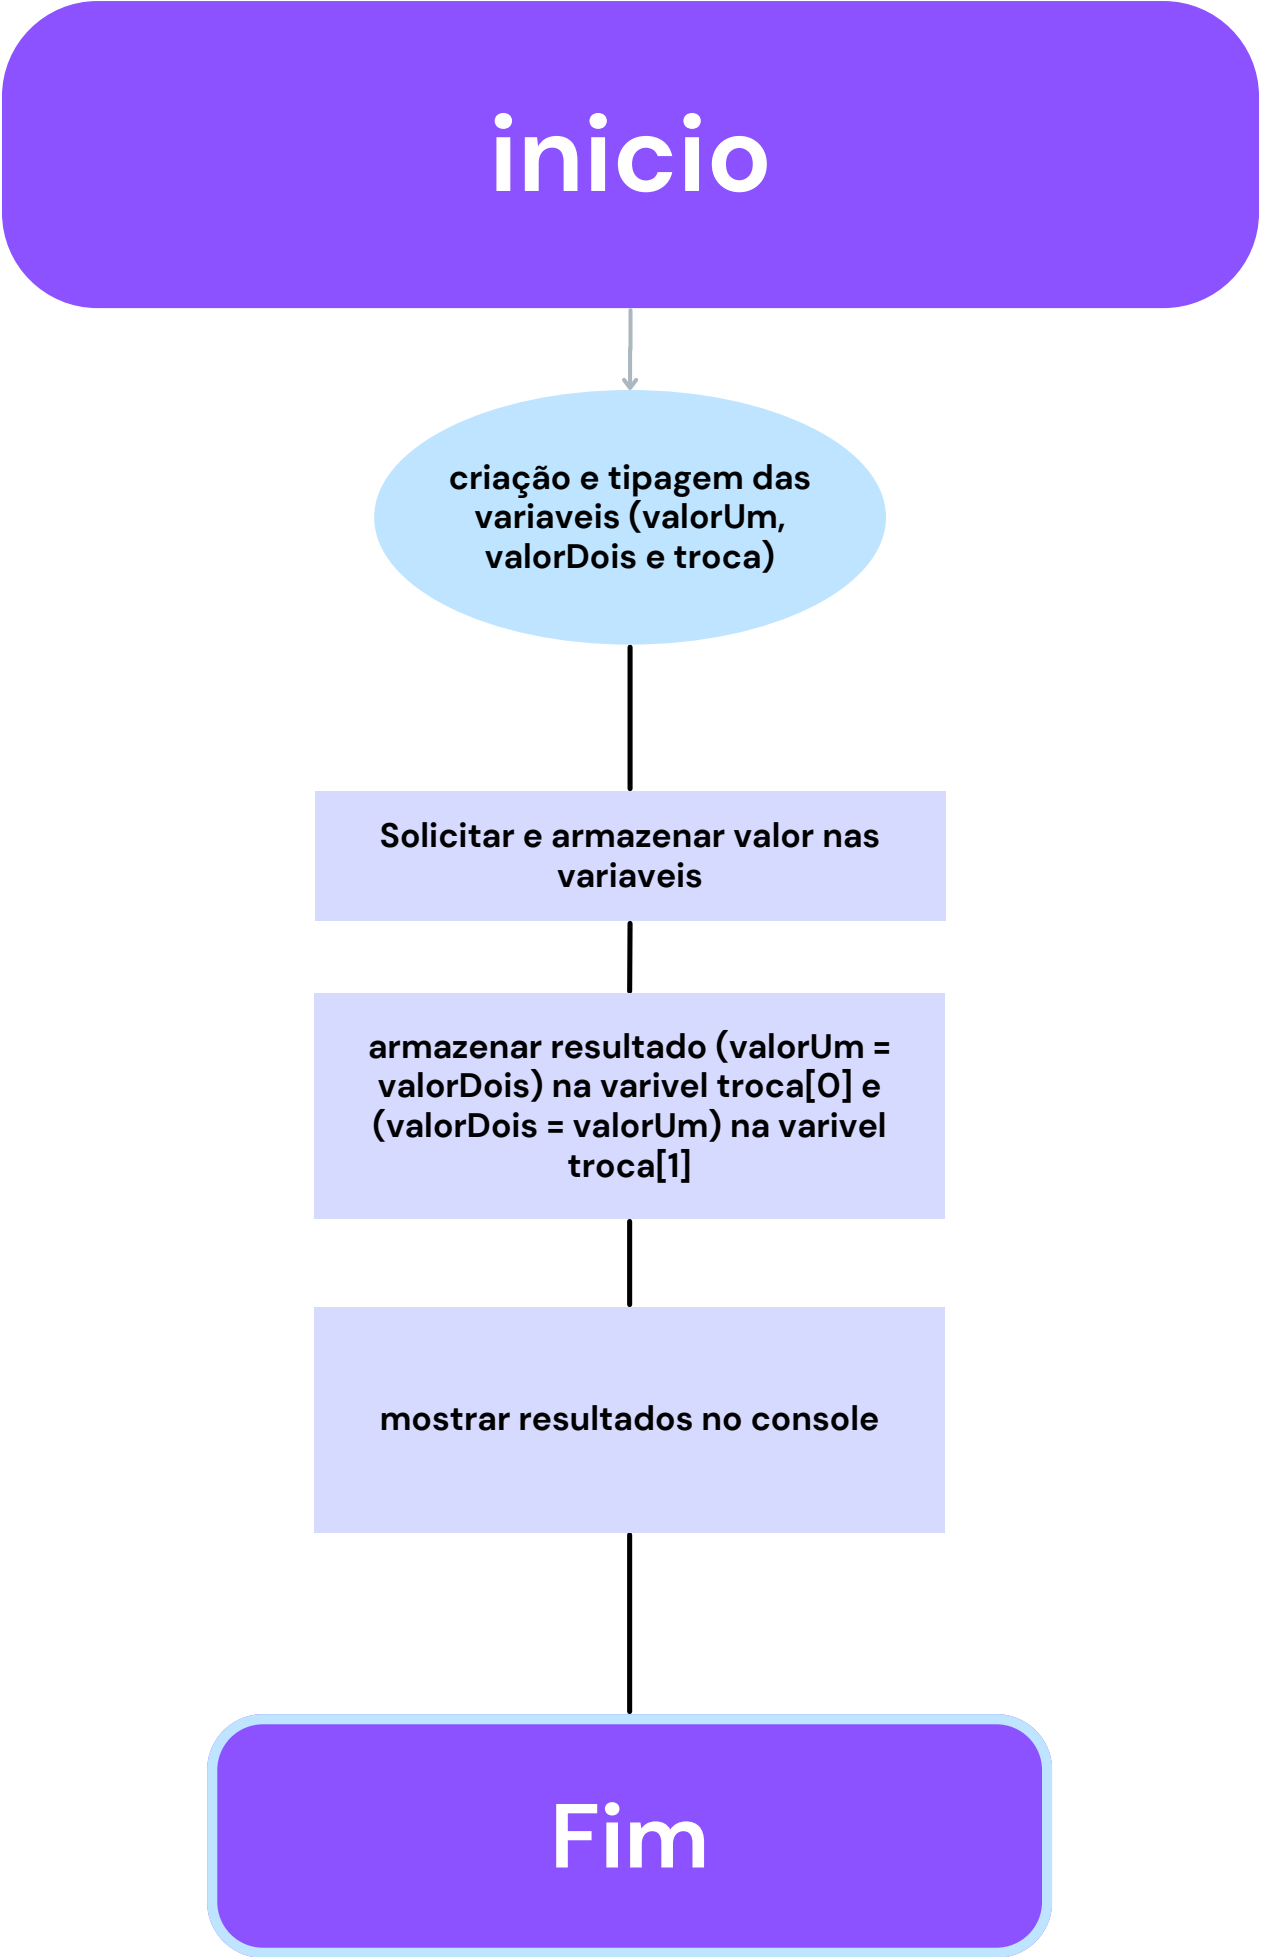 inicio
criação e tipagem das
variaveis (valorUm,
valorDois e troca)
Solicitar e armazenar valor nas
variaveis
armazenar resultado (valorUm =
valorDois) na varivel troca[0] e
(valorDois = valorUm) na varivel
troca[1]
mostrar resultados no console
Fim